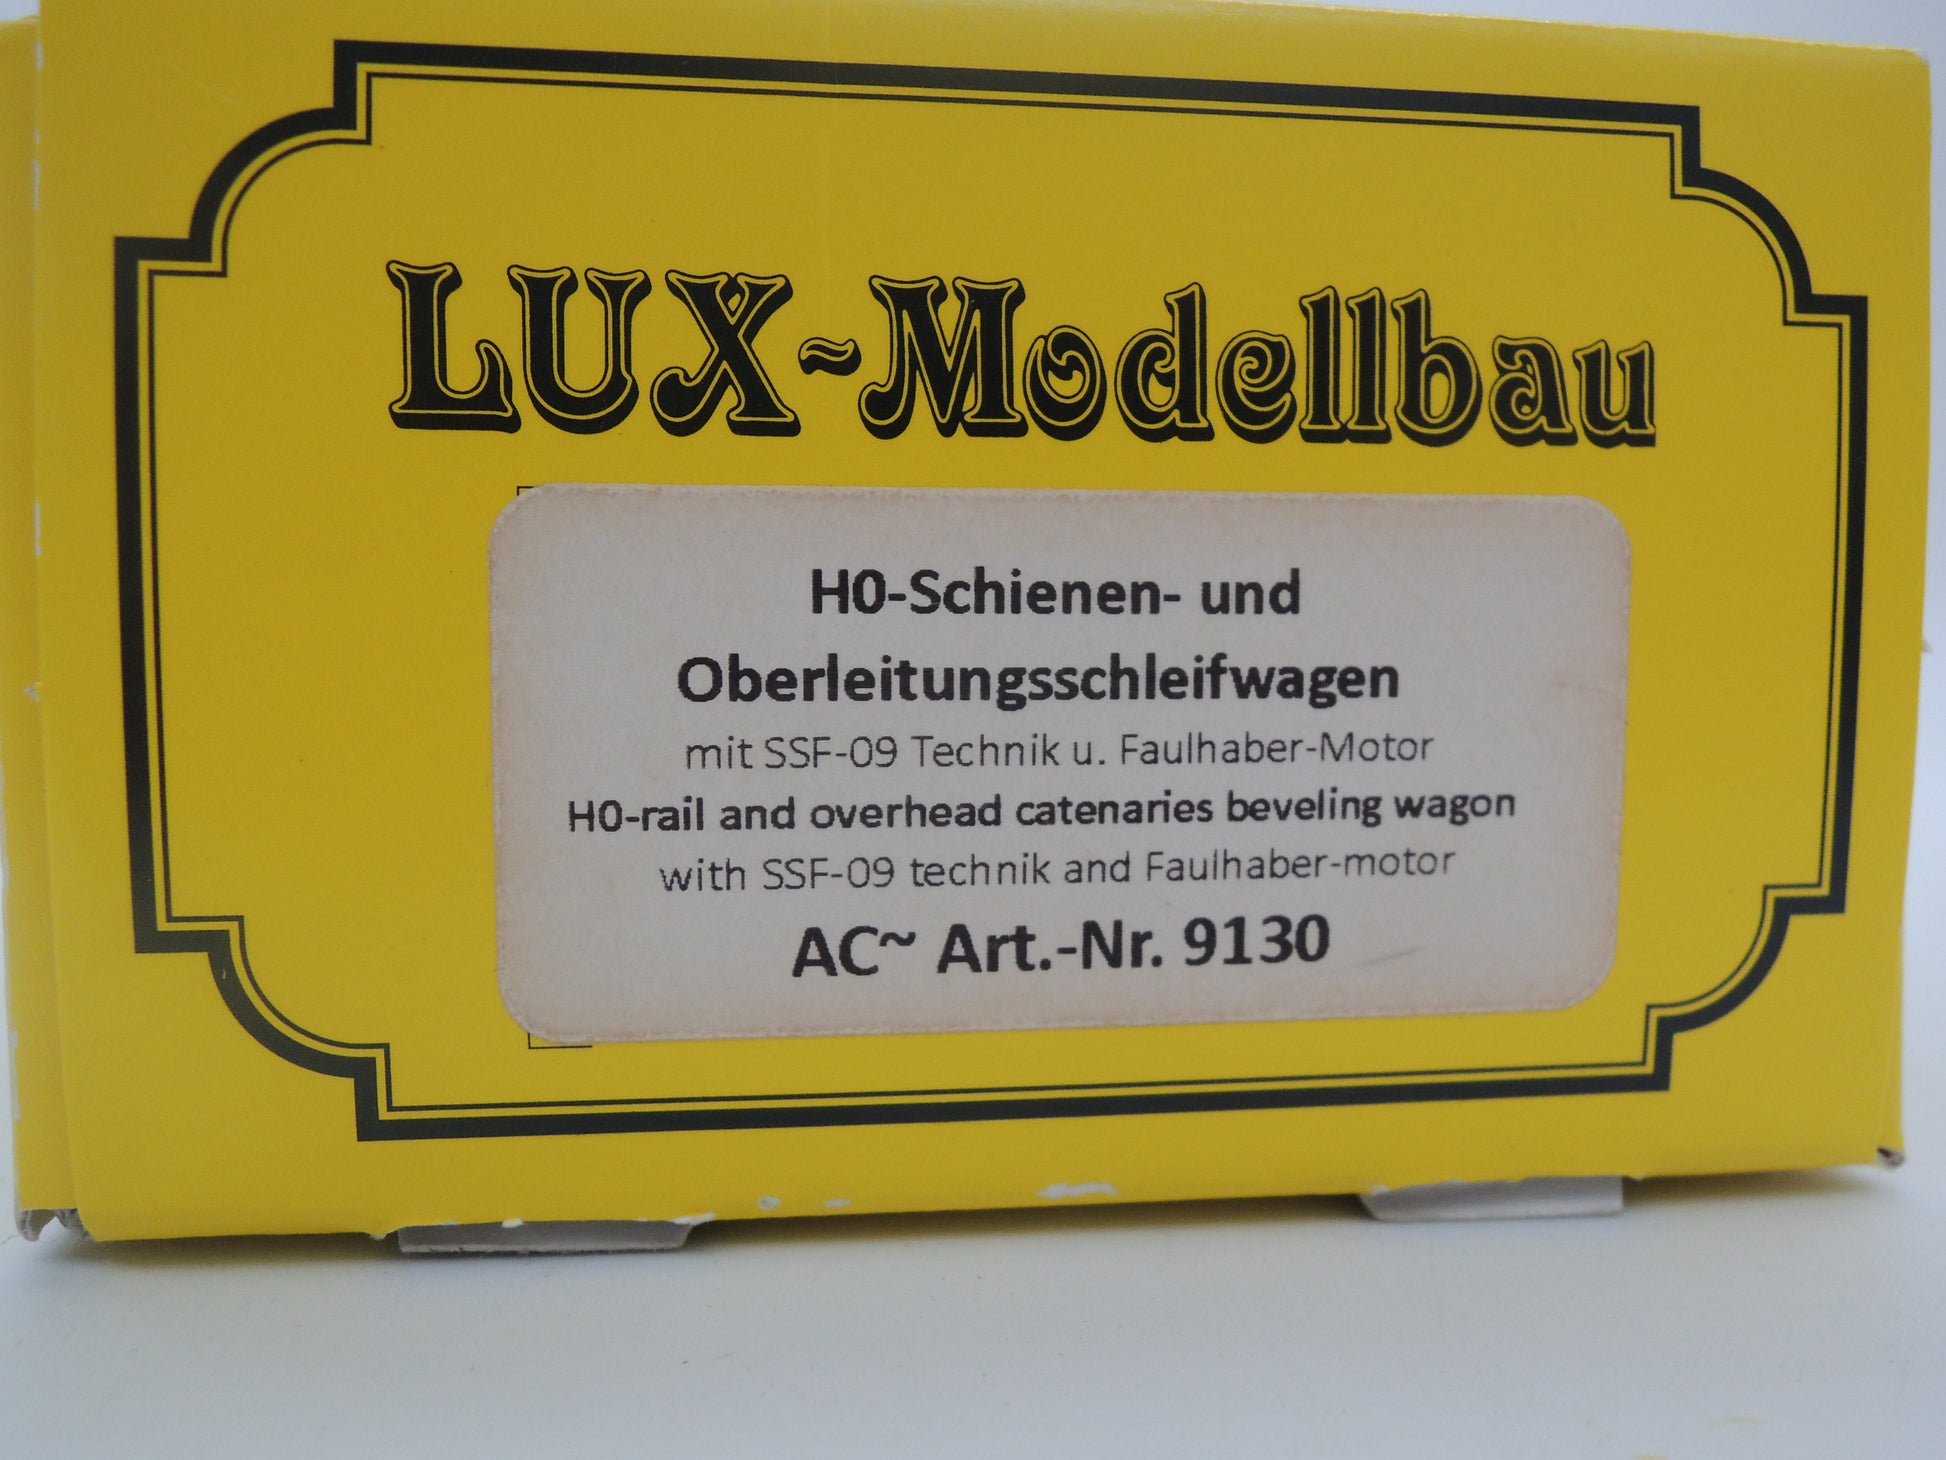 LUX-Modellbau
H0-Schienen- und
Oberleitungsschleifwagen
mit SSF-09 Technik u. Faulhaber-Motor
H0-rail and overhead catenaries beveling wagon
with SSF-09 technik and Faulhaber-motor
AC~ Art.-Nr. 9130